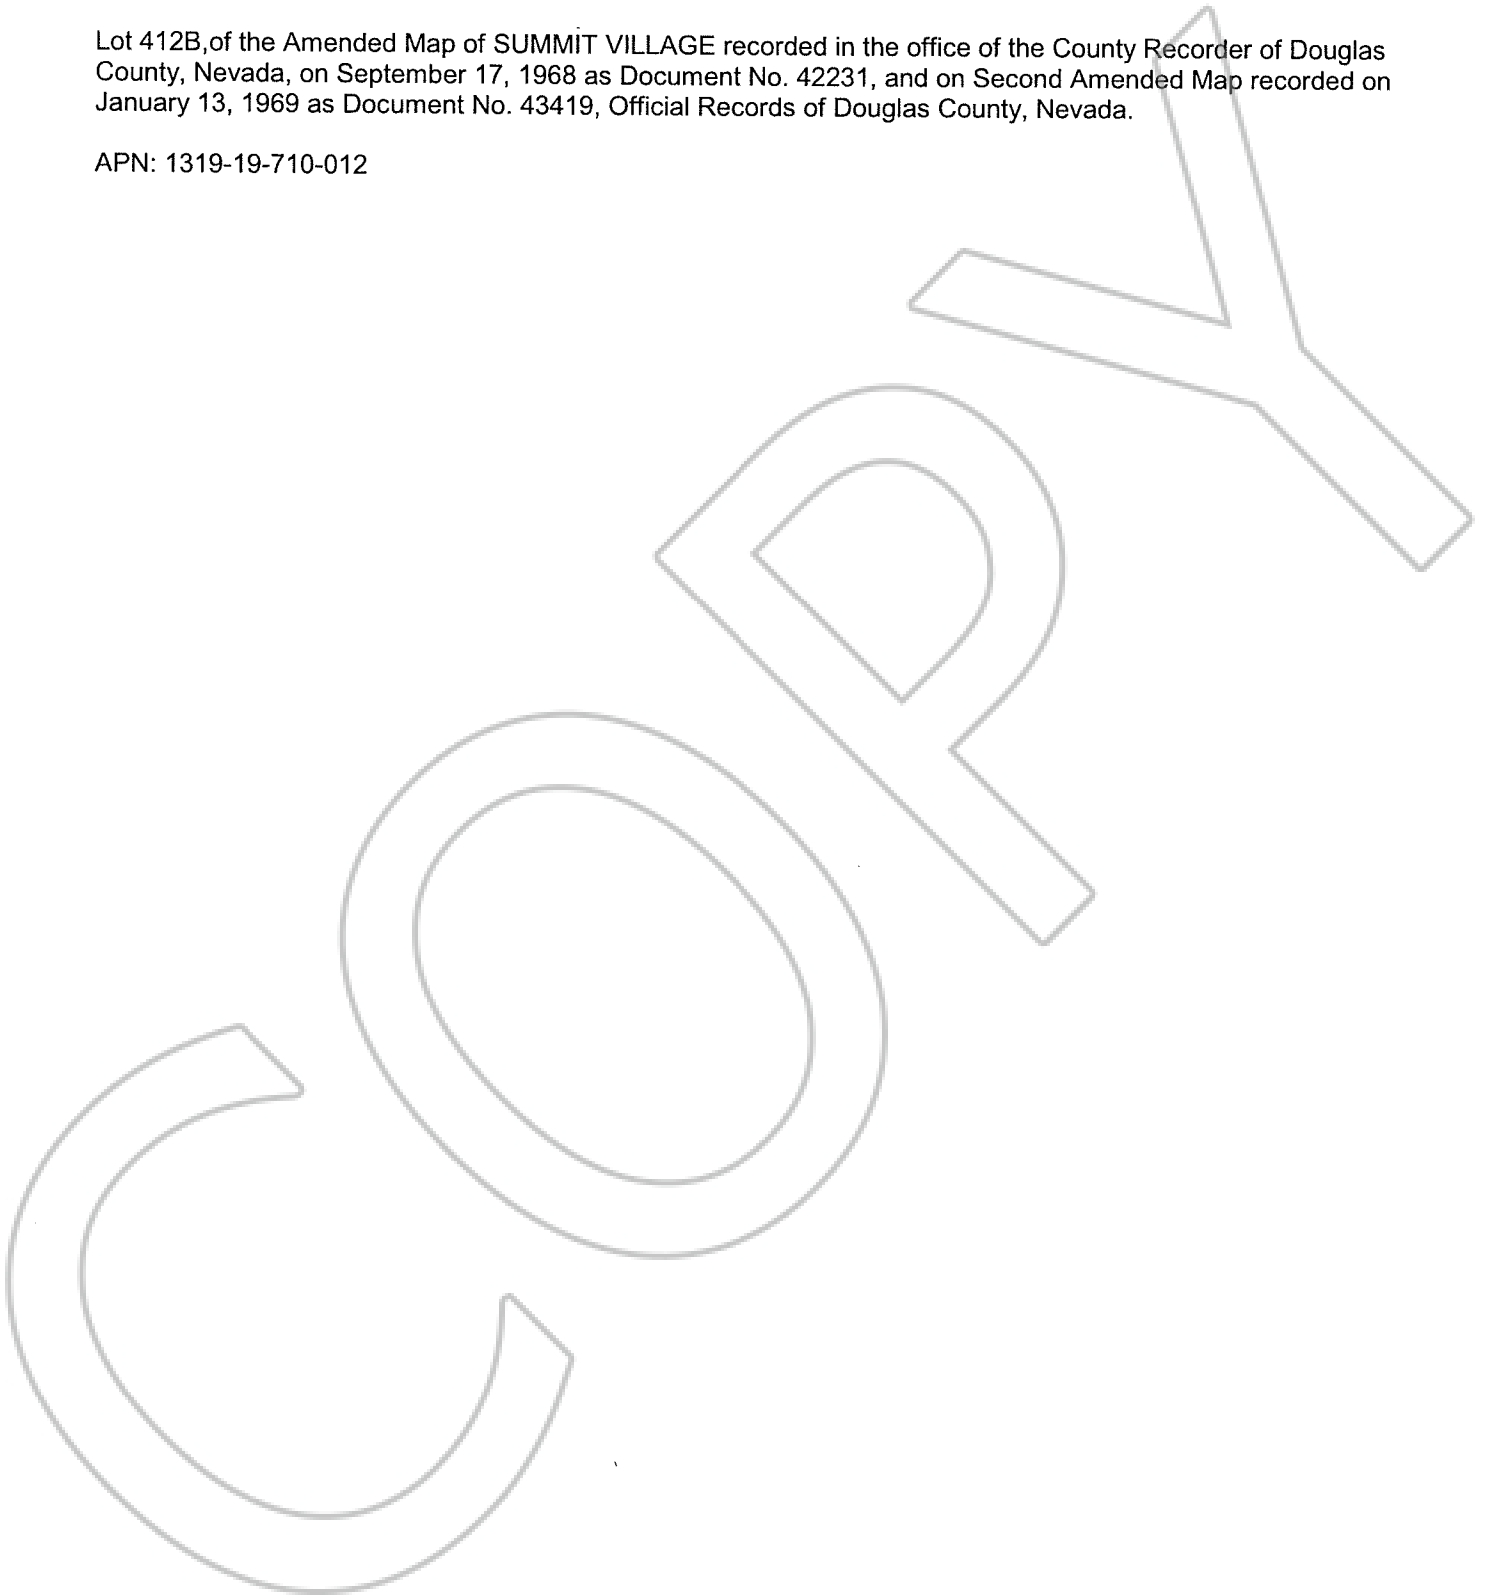 Lot 412B,of the Amended Map of SUMMIT VILLAGE recorded in the office of the County Recorder of Douglas
County, Nevada, on September 17, 1968 as Document No. 42231, and on Second Amended Map recorded on
January 13, 1969 as Document No. 43419, Official Records of Douglas County, Nevada.
APN: 1319-19-710-012
COPY